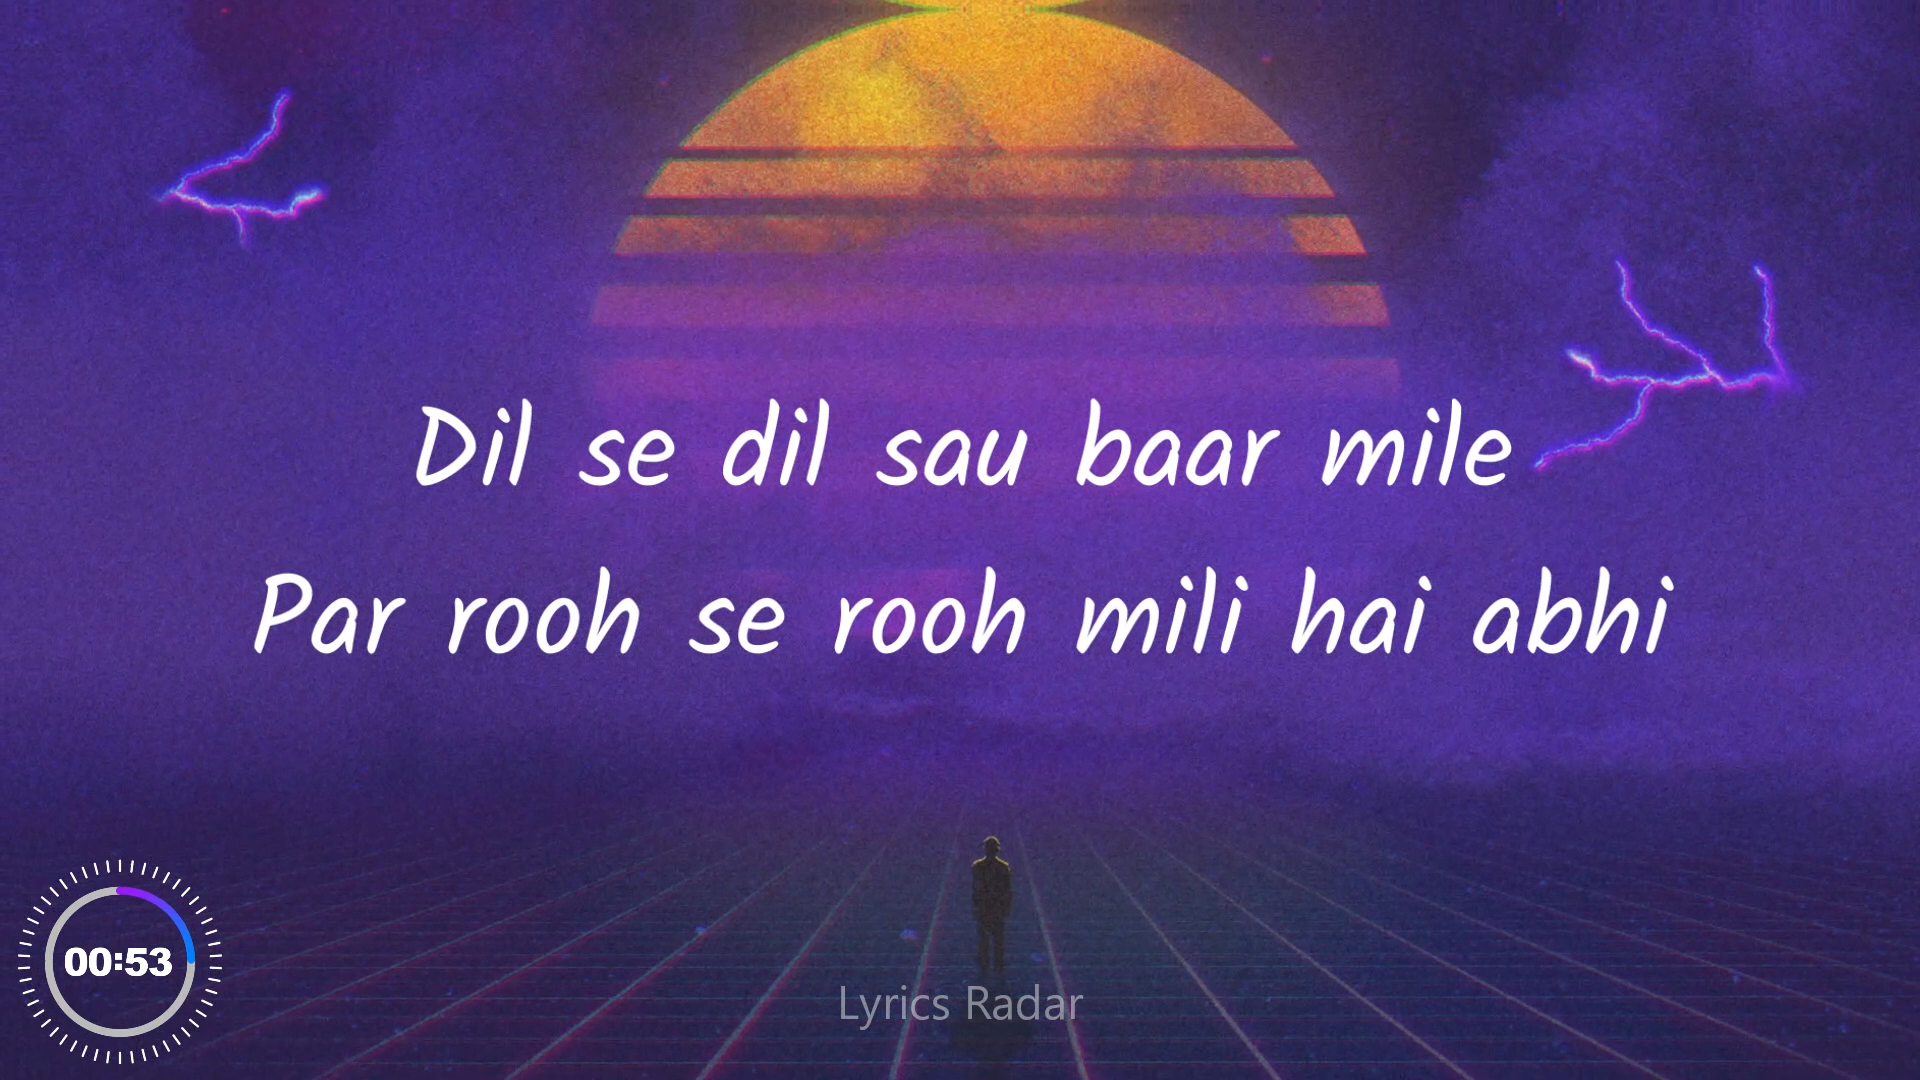 Dil se dil sau baar mile
Par rooh se rooh mili hai abhi
00:53
Lyrics Radar